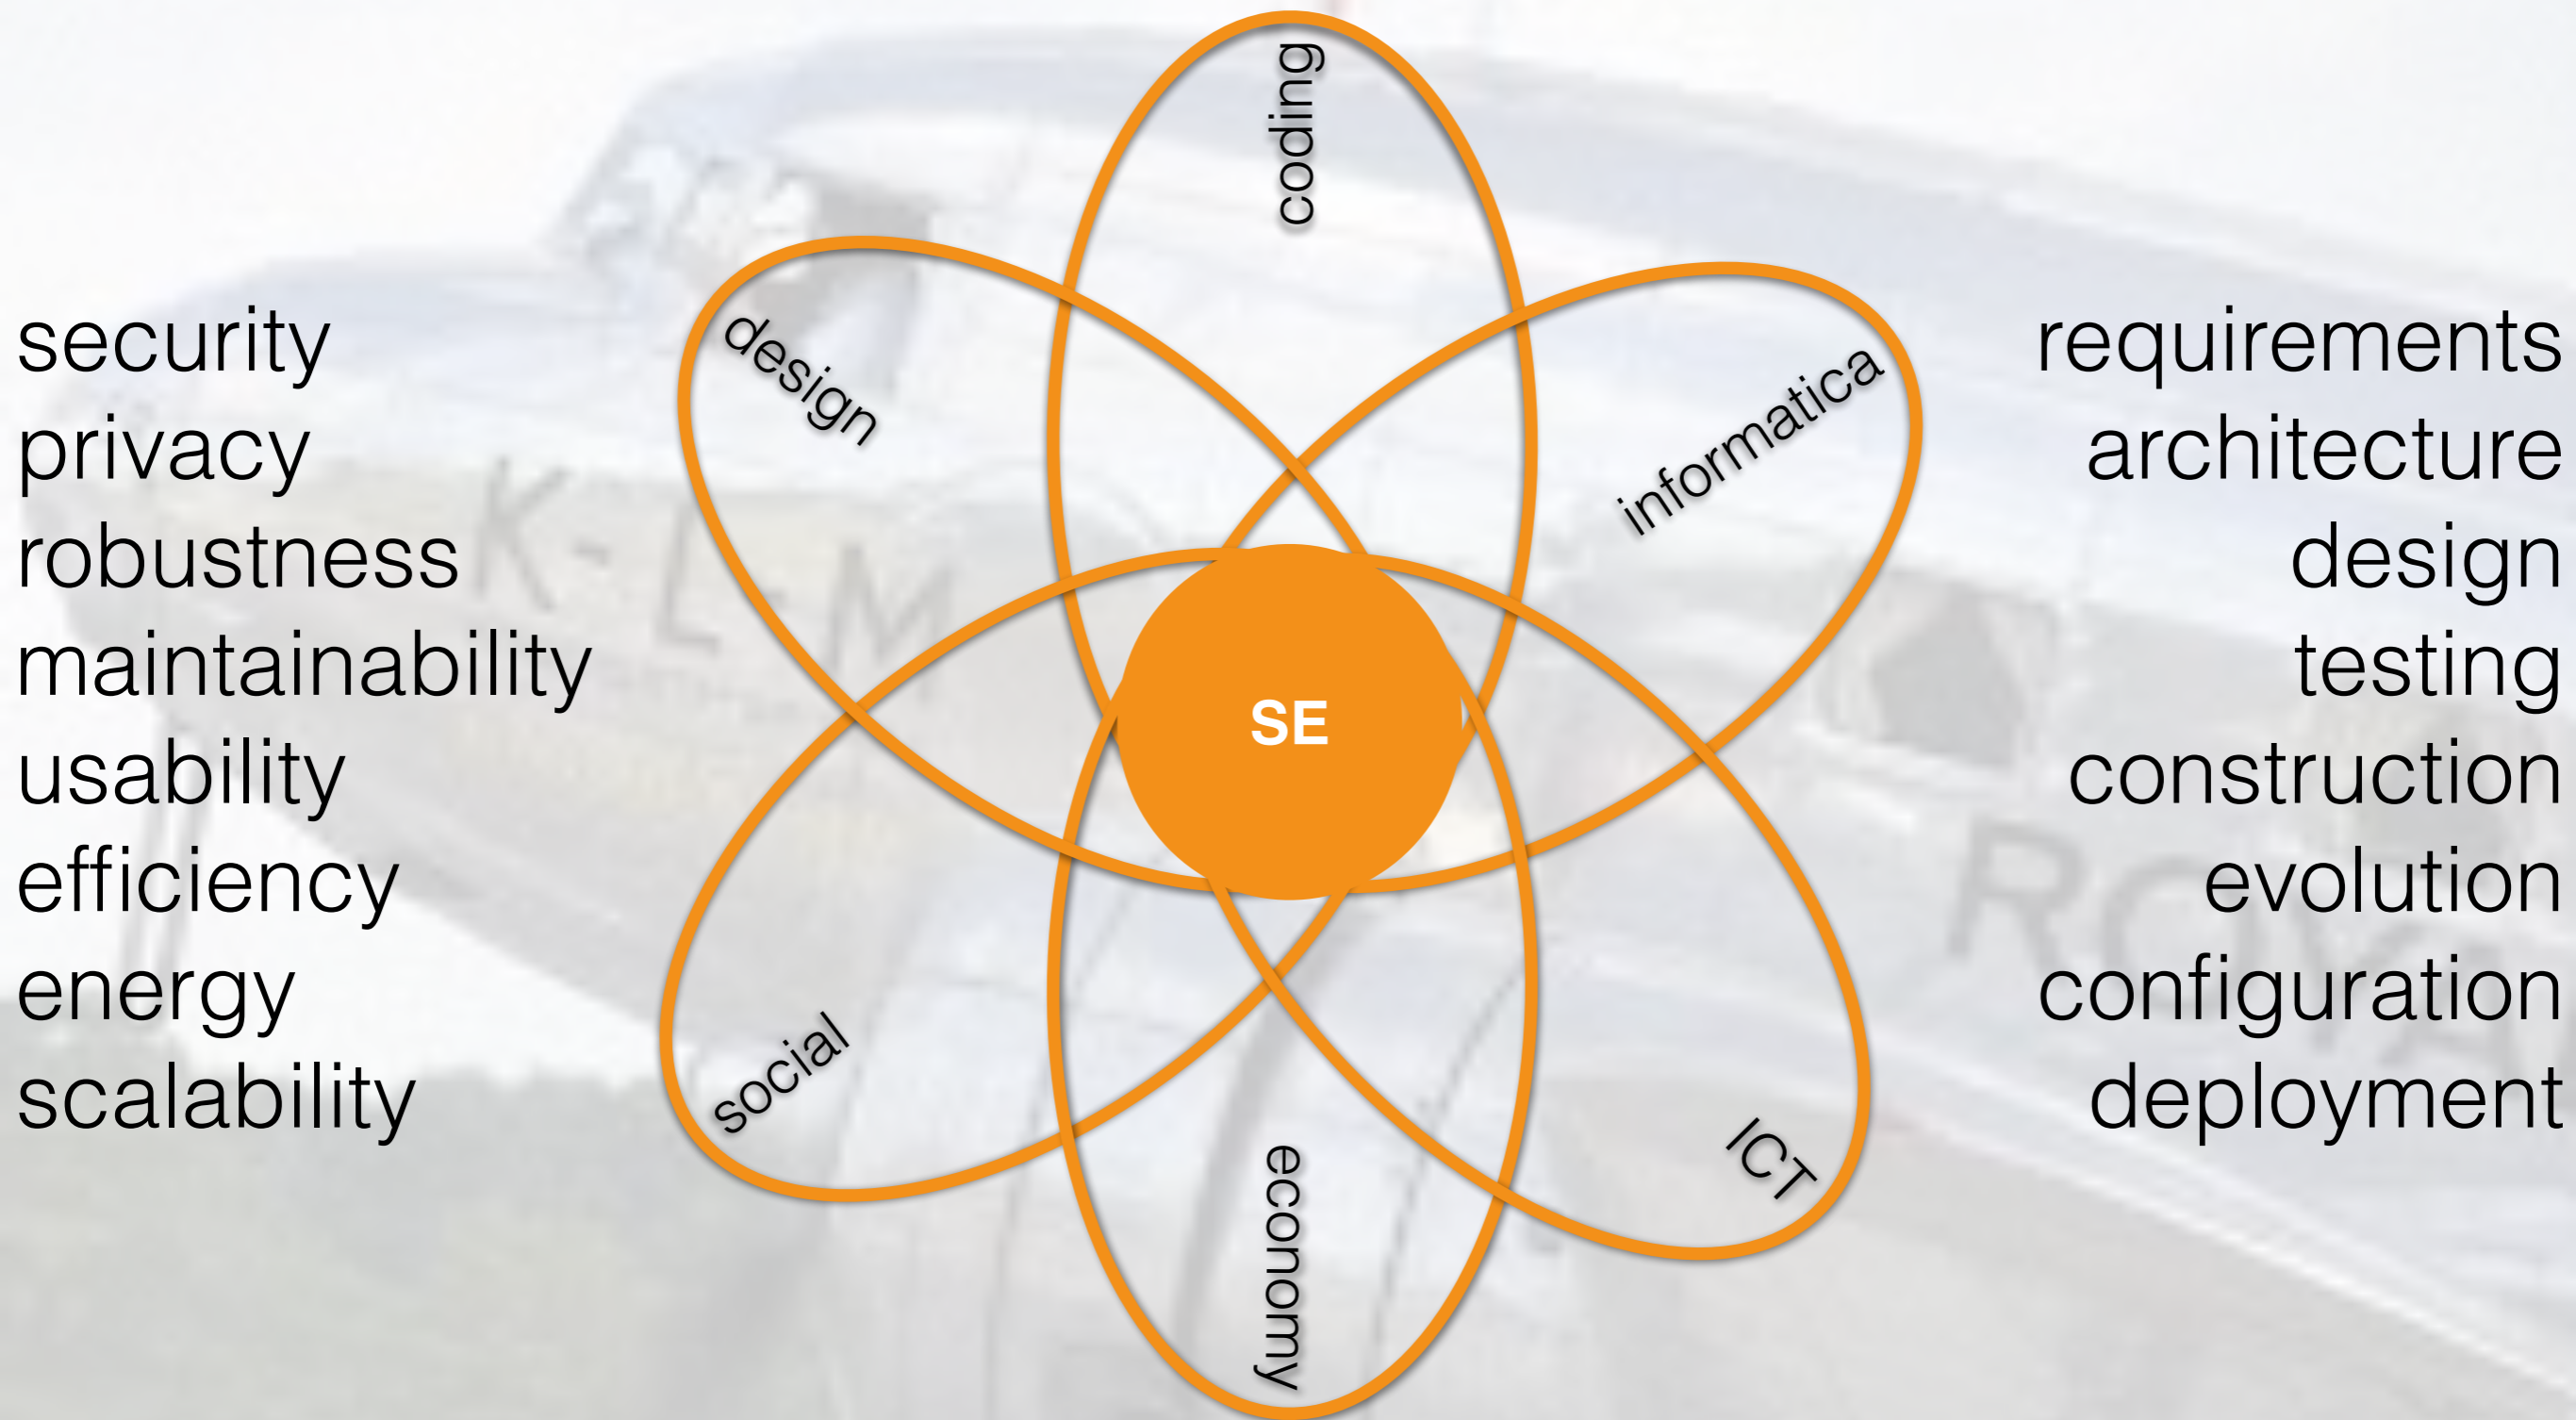 security
privacy
robustness
maintainability
usability
efficiency
energy
scalability
coding
design
informatica
SE
social
ICT
economy
requirements
architecture
design
testing
construction
evolution
configuration
deployment
K-L-M
ROYAL